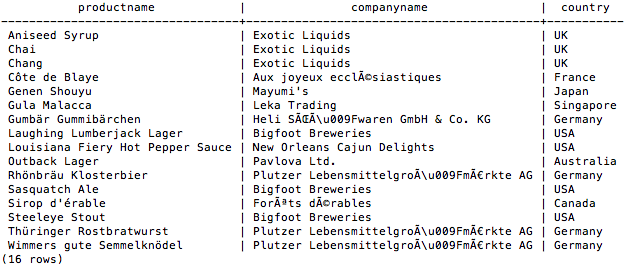 productname | companyname | country
---------------------------------+----------------------------------------+-----------
Aniseed Syrup | Exotic Liquids | UK
Chai | Exotic Liquids | UK
Chang | Exotic Liquids | UK
Côte de Blaye | Aux joyeux ecclÃ©siastiques | France
Genen Shouyu | Mayumi's | Japan
Gula Malacca | Leka Trading | Singapore
Gumbär Gummibärchen | Heli SÃŒÃ\u009Fwaren GmbH & Co. KG | Germany
Laughing Lumberjack Lager | Bigfoot Breweries | USA
Louisiana Fiery Hot Pepper Sauce | New Orleans Cajun Delights | USA
Outback Lager | Pavlova Ltd. | Australia
Rhönbräu Klosterbier | Plutzer LebensmittelgroÃ\u009FmÃ€rkte AG | Germany
Sasquatch Ale | Bigfoot Breweries | USA
Sirop d'érable | ForÃªts dÃ©rables | Canada
Steeleye Stout | Bigfoot Breweries | USA
Thüringer Rostbratwurst | Plutzer LebensmittelgroÃ\u009FmÃ€rkte AG | Germany
Wimmers gute Semmelknödel | Plutzer LebensmittelgroÃ\u009FmÃ€rkte AG | Germany
(16 rows)